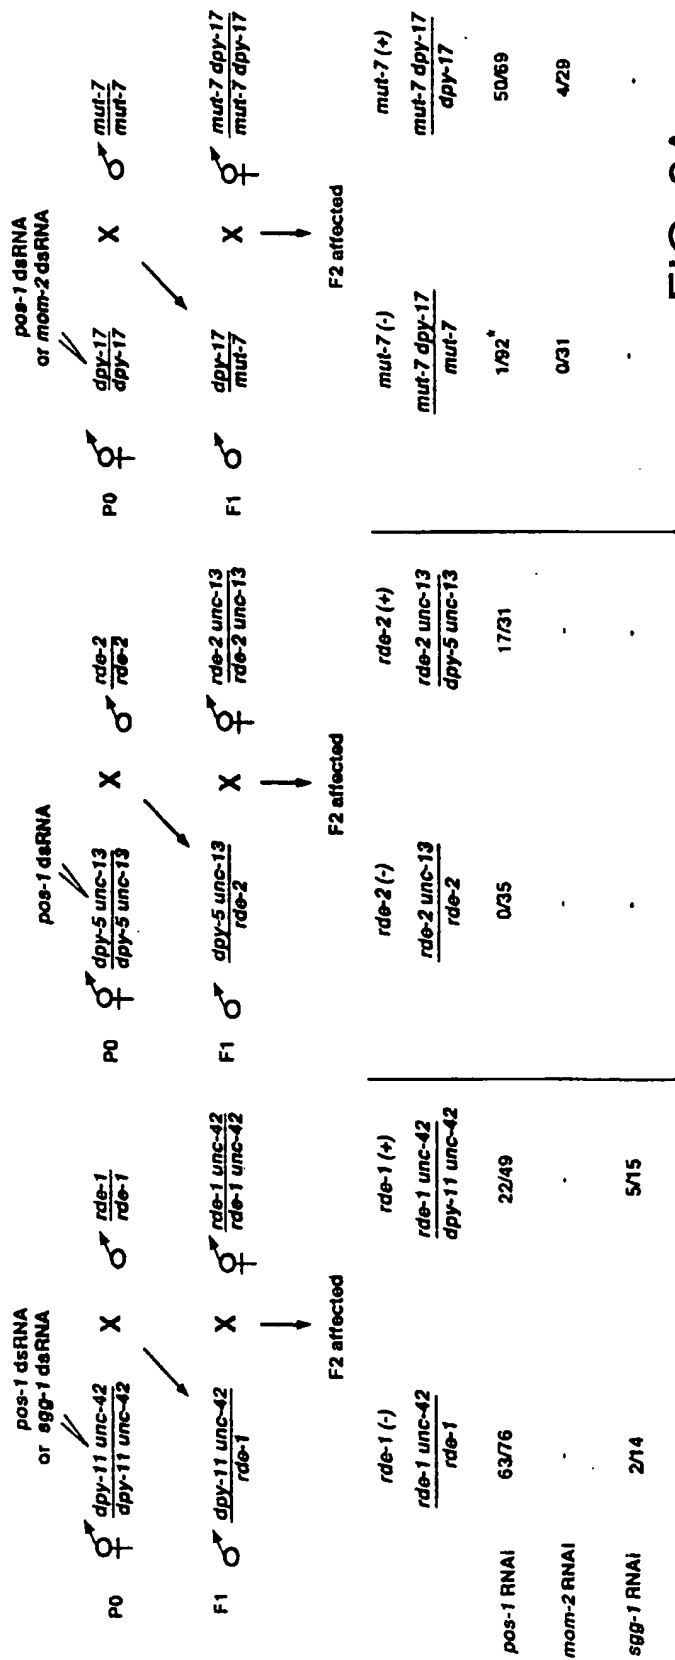 pos-1 dsRNA
or sgg-1 dsRNA
P0 dpy-11 unc-42 X rde-1
dpy-11 unc-42 rde-1
F1 dpy-11 unc-42 X rde-1 unc-42
rde-1 rde-1 unc-42
F2 affected
pos-1 dsRNA
P0 dpy-5 unc-13 X rde-2
dpy-5 unc-13 rde-2
F1 dpy-5 unc-13 X rde-2 unc-13
rde-2 rde-2 unc-13
F2 affected
pos-1 dsRNA
or mom-2 dsRNA
P0 dpy-17 X mut-7
dpy-17 mut-7
F1 dpy-17 X mut-7 dpy-17
mut-7 mut-7 dpy-17
F2 affected
rde-1 (-) rde-1 (+) rde-2 (-) rde-2 (+) mut-7 (-) mut-7 (+)
rde-1 unc-42 rde-1 unc-42 rde-2 unc-13 rde-2 unc-13 mut-7 dpy-17 mut-7 dpy-17
rde-1 dpy-11 unc-42 rde-2 dpy-5 unc-13 mut-7 dpy-17
pos-1 RNAi 63/76 22/49 0/35 17/31 1/92* 50/69
mom-2 RNAi - - - - 0/31 4/29
sgg-1 RNAi 2/14 5/15 - - - -